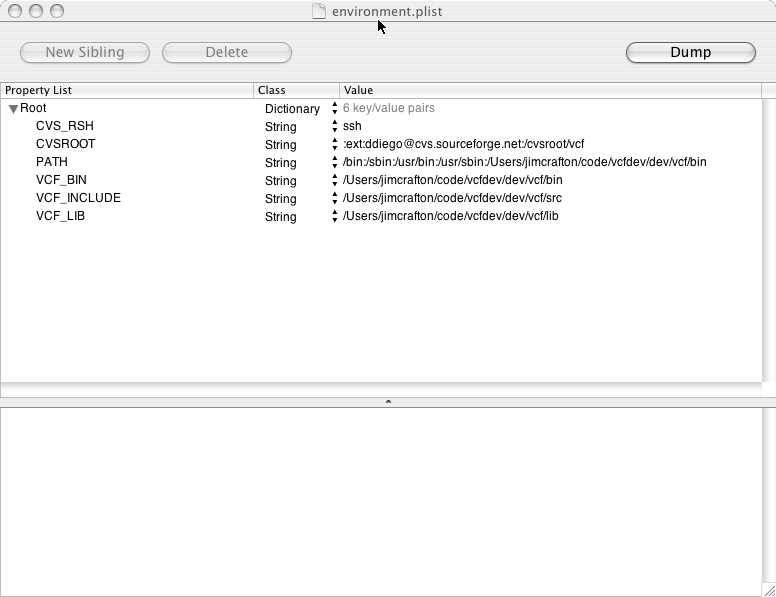 environment.plist
New Sibling Delete Dump
Property List Class Value
Root Dictionary 6 key/value pairs
CVS_RSH String ssh
CVSROOT String :ext:ddiego@cvs.sourceforge.net:/cvsroot/vcf
PATH String /bin:/sbin:/usr/bin:/usr/sbin:/Users/jimcrafton/code/vcfdev/dev/vcf/bin
VCF_BIN String /Users/jimcrafton/code/vcfdev/dev/vcf/bin
VCF_INCLUDE String /Users/jimcrafton/code/vcfdev/dev/vcf/src
VCF_LIB String /Users/jimcrafton/code/vcfdev/dev/vcf/lib